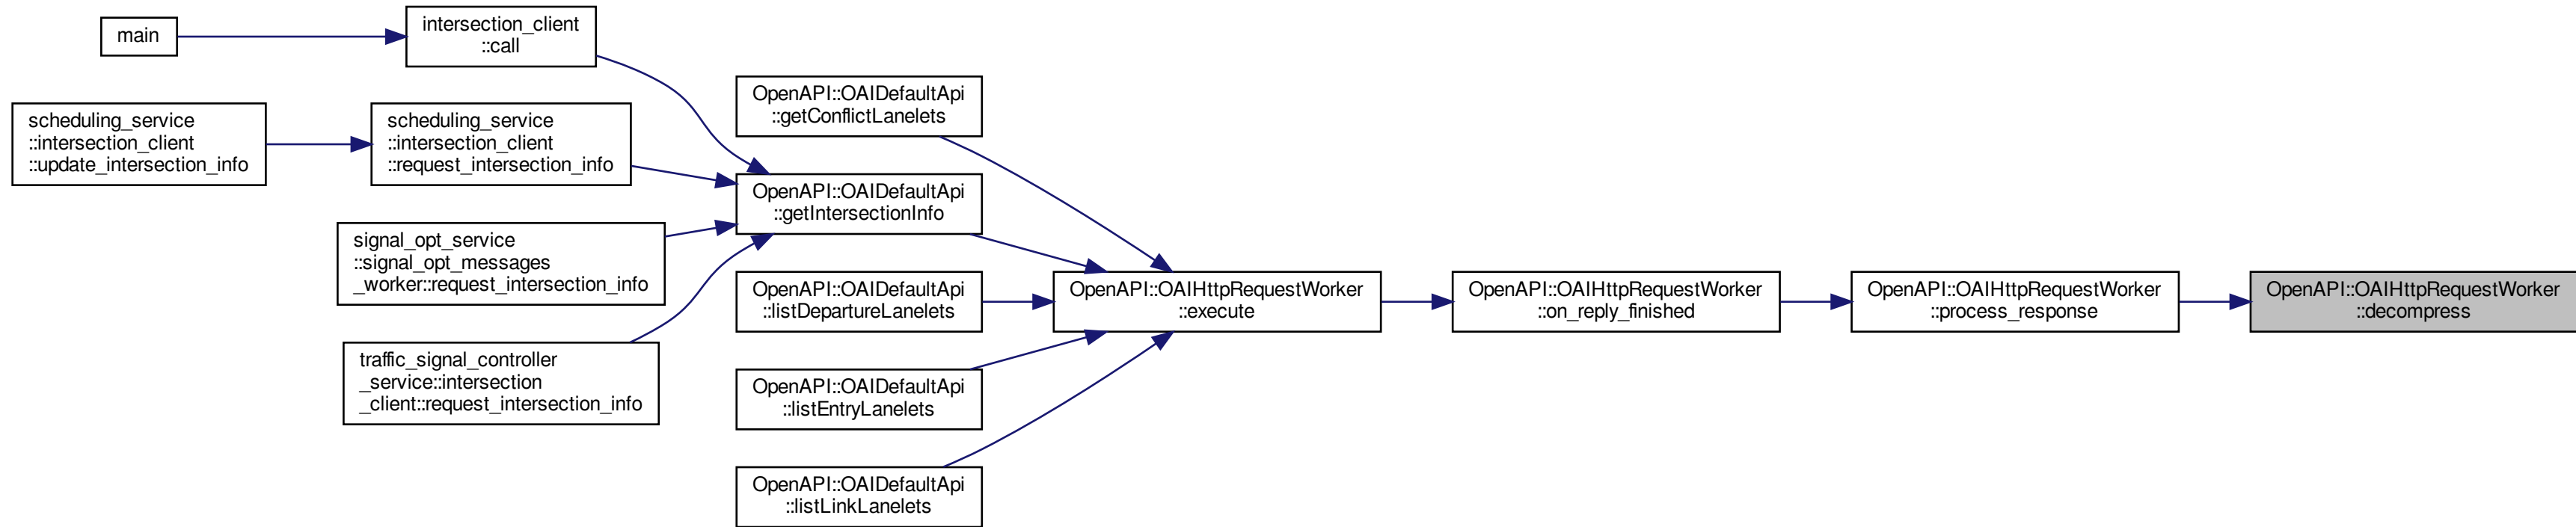 main
intersection_client
::call
scheduling_service
::intersection_client
::update_intersection_info
scheduling_service
::intersection_client
::request_intersection_info
signal_opt_service
::signal_opt_messages
_worker::request_intersection_info
traffic_signal_controller
_service::intersection
_client::request_intersection_info
OpenAPI::OAIDefaultApi
::getConflictLanelets
OpenAPI::OAIDefaultApi
::getIntersectionInfo
OpenAPI::OAIDefaultApi
::listDepartureLanelets
OpenAPI::OAIDefaultApi
::listEntryLanelets
OpenAPI::OAIDefaultApi
::listLinkLanelets
OpenAPI::OAIHttpRequestWorker
::execute
OpenAPI::OAIHttpRequestWorker
::on_reply_finished
OpenAPI::OAIHttpRequestWorker
::process_response
OpenAPI::OAIHttpRequestWorker
::decompress